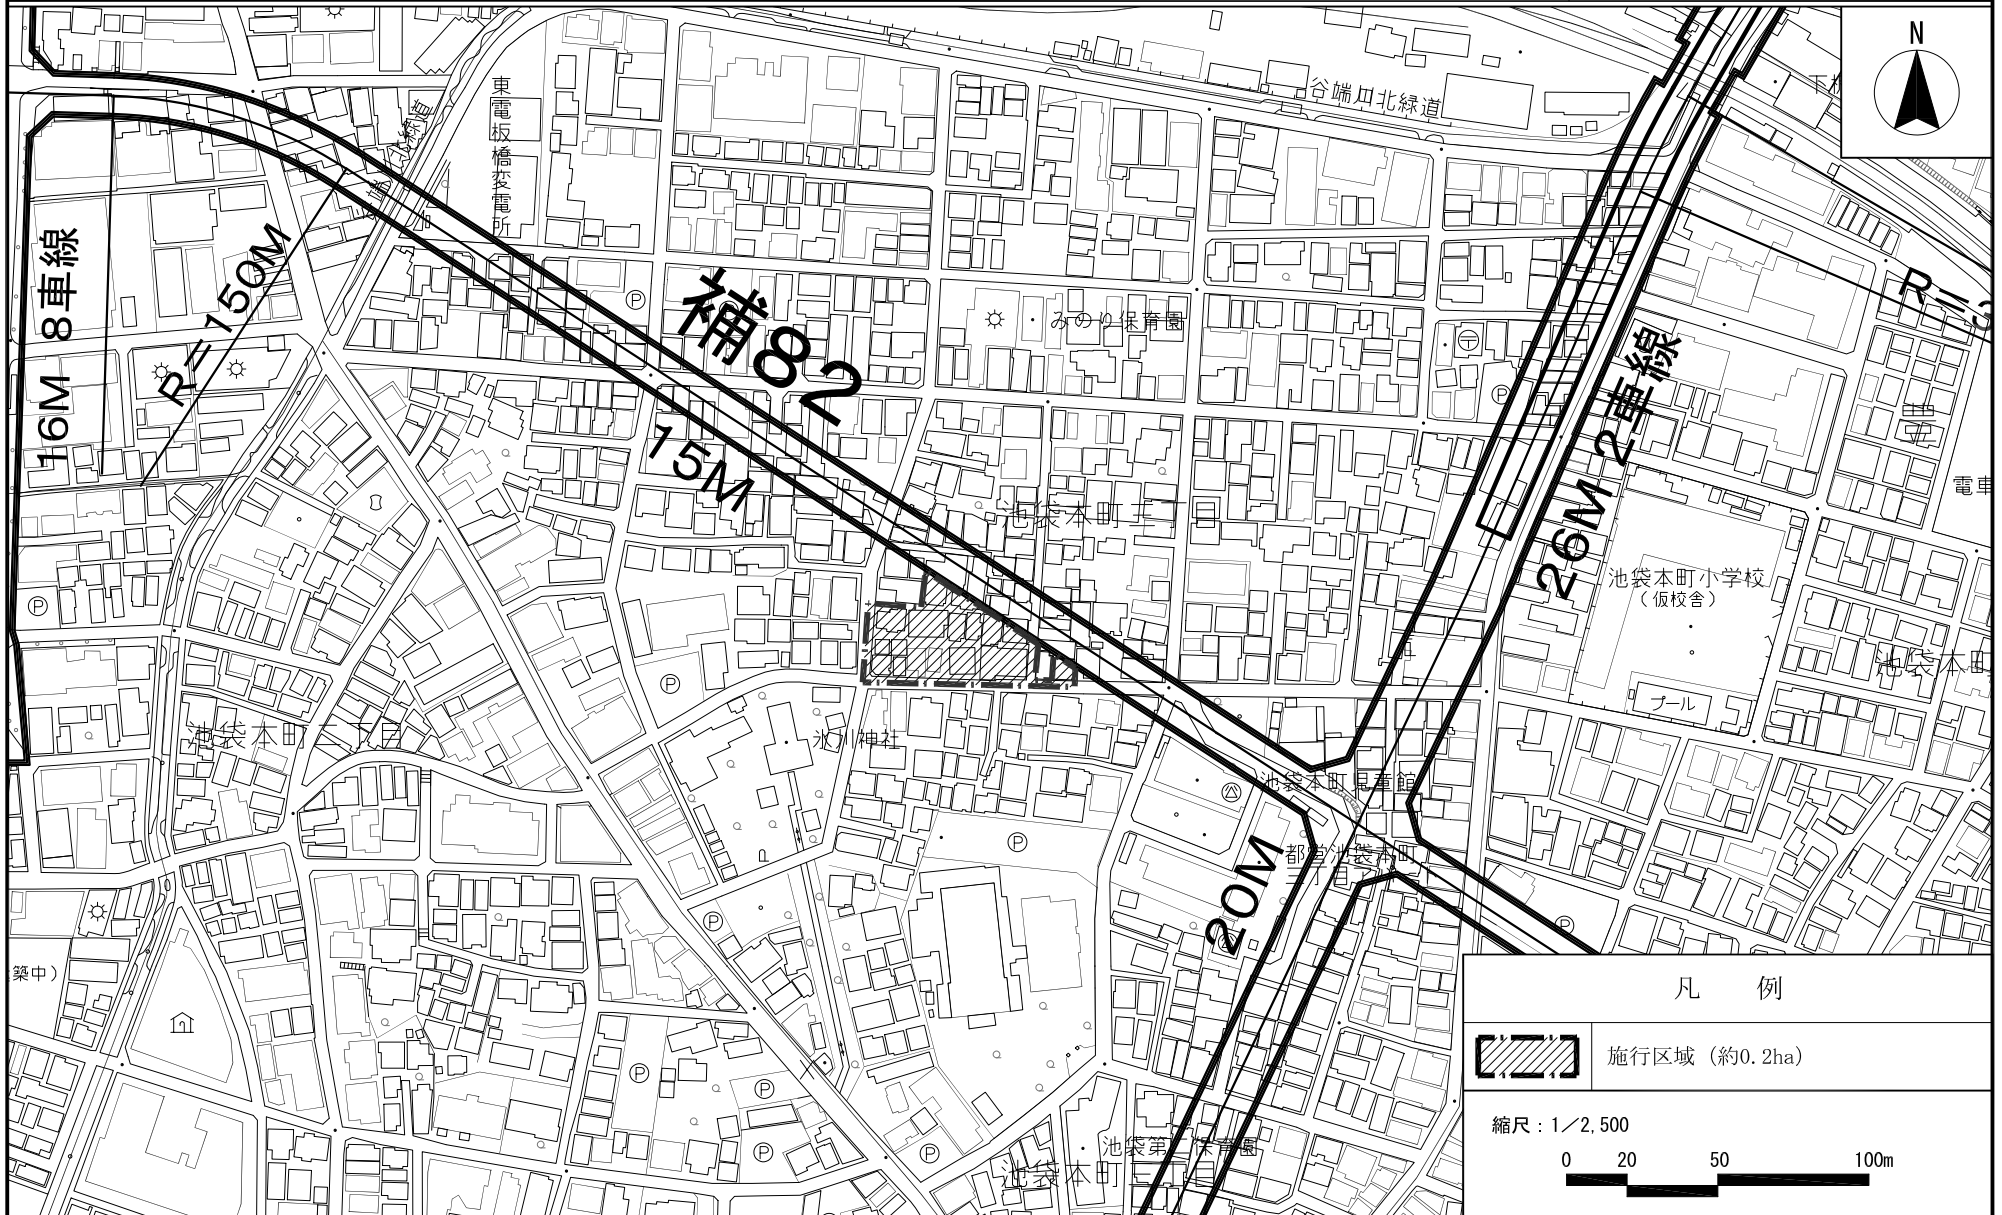 N
谷端川北緑道
東電板橋変電所
16M 8車線
R=150M
補82
15M
みのり保育園
池袋本町三丁目
26M 2車線
池袋本町小学校
（仮校舎）
プール
電車
池袋本町
池袋本町二丁目
氷川神社
池袋本町児童館
都営池袋本町
20M
築中）
池袋第二保育園
池袋本町三丁目
凡　例
施行区域（約0.2ha）
縮尺：1／2,500
0 20 50 100m